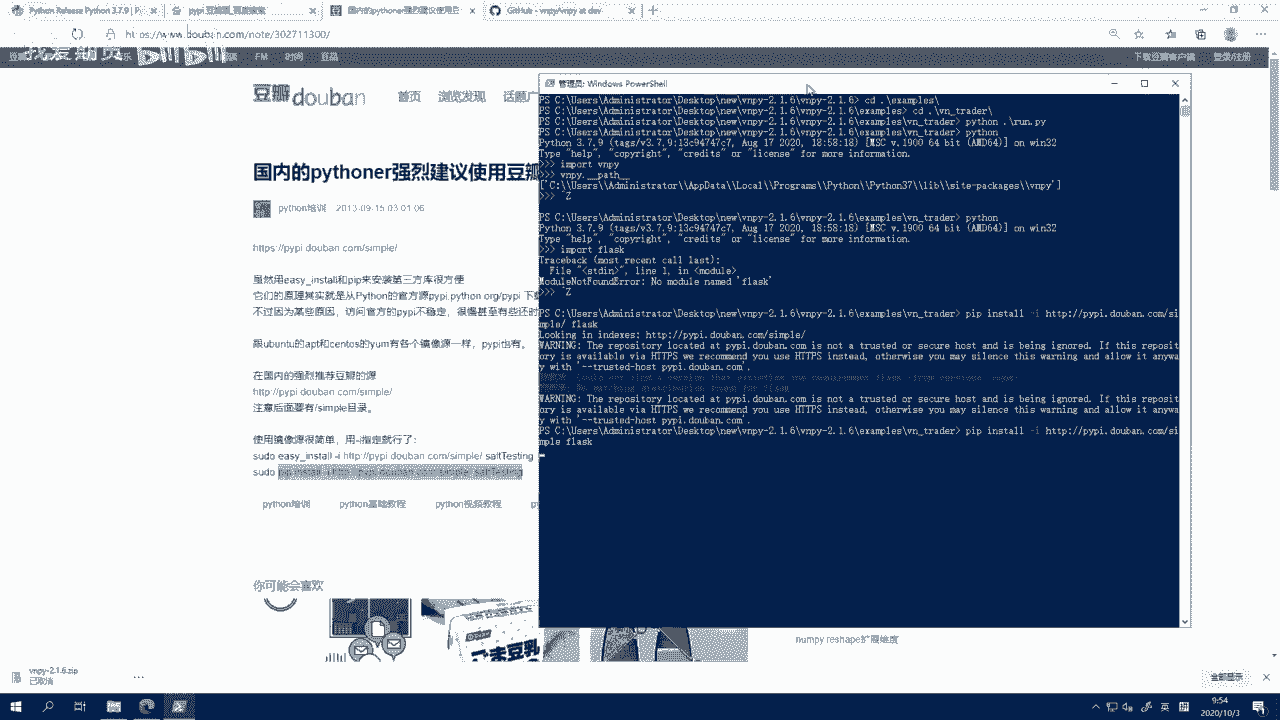 Python Release Python 3.7.9 | P
国内的pythoner强烈建议使用豆
GitHub - vnpy/vnpy at dev
https://www.douban.com/note/302711300/
FM
时间
豆品
下载豆瓣客户端
登录/注册
我爱翻页 bilibili
豆瓣douban
首页
浏览发现
话题广
国内的pythoner强烈建议使用豆瓣
python培训 2013-09-15 03:01:06
https://pypi.douban.com/simple/
虽然用easy_install和pip来安装第三方库很方便
它们的原理其实就是从Python的官方源pypi.python.org/pypi 下
不过因为某些原因，访问官方的pypi不稳定，很慢甚至有些还时
跟ubuntu的apt和centos的yum有各个镜像源一样，pypi也有。
在国内的强烈推荐豆瓣的源
http://pypi.douban.com/simple/
注意后面要有/simple目录。
使用镜像源很简单，用-i指定就行了：
sudo easy_install -i http://pypi.douban.com/simple/ saltTesting
sudo pip install -i http://pypi.douban.com/simple/ saltTesting
python培训
python基础教程
python视频教程
你可能会喜欢
numpy reshape扩展维度
管理员: Windows PowerShell
PS C:\Users\Administrator\Desktop\new\vnpy-2.1.6\vnpy-2.1.6> cd .\examples\
PS C:\Users\Administrator\Desktop\new\vnpy-2.1.6\vnpy-2.1.6\examples> cd .\vn_trader\
PS C:\Users\Administrator\Desktop\new\vnpy-2.1.6\vnpy-2.1.6\examples\vn_trader> python .\run.py
PS C:\Users\Administrator\Desktop\new\vnpy-2.1.6\vnpy-2.1.6\examples\vn_trader> python
Python 3.7.9 (tags/v3.7.9:13c94747c7, Aug 17 2020, 18:58:18) [MSC v.1900 64 bit (AMD64)] on win32
Type "help", "copyright", "credits" or "license" for more information.
>>> import vnpy
>>> vnpy.__path__
['C:\\Users\\Administrator\\AppData\\Local\\Programs\\Python\\Python37\\lib\\site-packages\\vnpy']
>>> ^Z
PS C:\Users\Administrator\Desktop\new\vnpy-2.1.6\vnpy-2.1.6\examples\vn_trader> python
Python 3.7.9 (tags/v3.7.9:13c94747c7, Aug 17 2020, 18:58:18) [MSC v.1900 64 bit (AMD64)] on win32
Type "help", "copyright", "credits" or "license" for more information.
>>> import flask
Traceback (most recent call last):
File "<stdin>", line 1, in <module>
ModuleNotFoundError: No module named 'flask'
>>> ^Z
PS C:\Users\Administrator\Desktop\new\vnpy-2.1.6\vnpy-2.1.6\examples\vn_trader> pip install -i http://pypi.douban.com/si
mple/ flask
Looking in indexes: http://pypi.douban.com/simple/
WARNING: The repository located at pypi.douban.com is not a trusted or secure host and is being ignored. If this reposit
ory is available via HTTPS we recommend you use HTTPS instead, otherwise you may silence this warning and allow it anywa
y with '--trusted-host pypi.douban.com'.
WARNING: The repository located at pypi.douban.com is not a trusted or secure host and is being ignored. If this reposit
ory is available via HTTPS we recommend you use HTTPS instead, otherwise you may silence this warning and allow it anywa
y with '--trusted-host pypi.douban.com'.
PS C:\Users\Administrator\Desktop\new\vnpy-2.1.6\vnpy-2.1.6\examples\vn_trader> pip install -i http://pypi.douban.com/si
mple flask
vnpy-2.1.6.zip
已取消
全部显示
英
9:54
2020/10/3